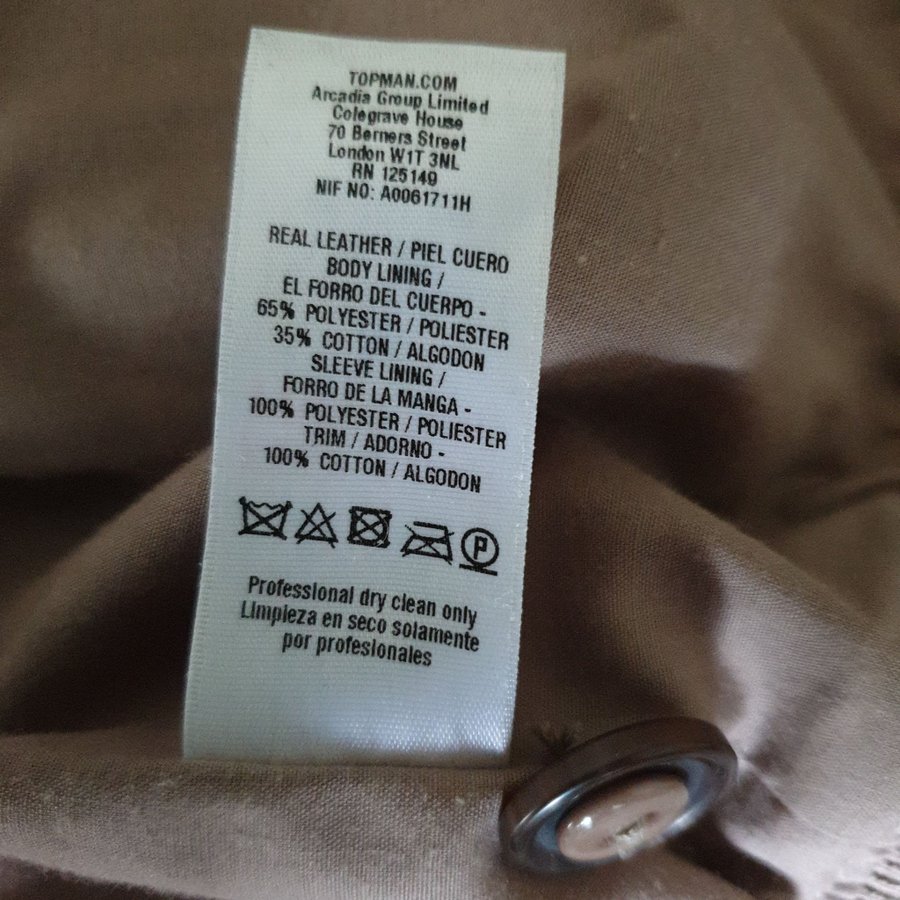 TOPMAN.COM
Arcadia Group Limited
Colegrave House
70 Berners Street
London W1T 3NL
RN 125149
NIF NO: A0061711H
REAL LEATHER / PIEL CUERO
BODY LINING /
EL FORRO DEL CUERPO -
65% POLYESTER / POLIESTER
35% COTTON / ALGODON
SLEEVE LINING /
FORRO DE LA MANGA -
100% POLYESTER / POLIESTER
TRIM / ADORNO -
100% COTTON / ALGODON
P
Professional dry clean only
Limpieza en seco solamente
por profesionales